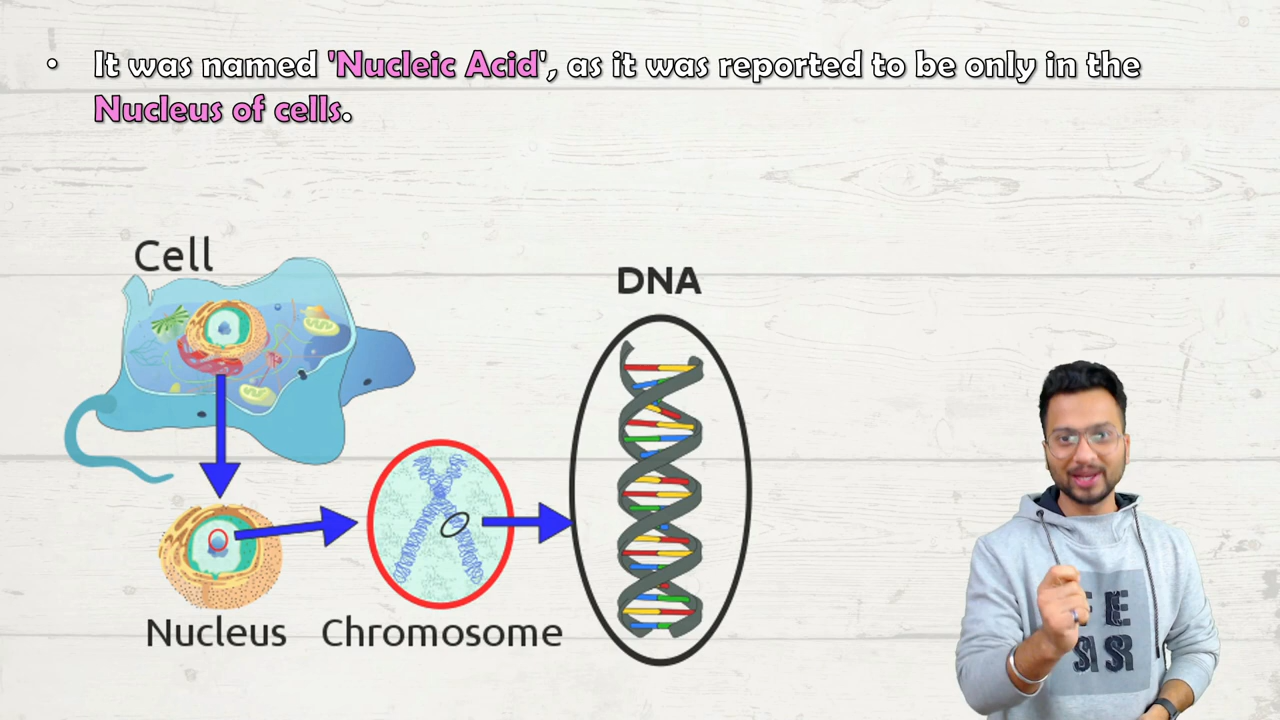 • It was named 'Nucleic Acid', as it was reported to be only in the
Nucleus of cells.
Cell
DNA
Nucleus
Chromosome